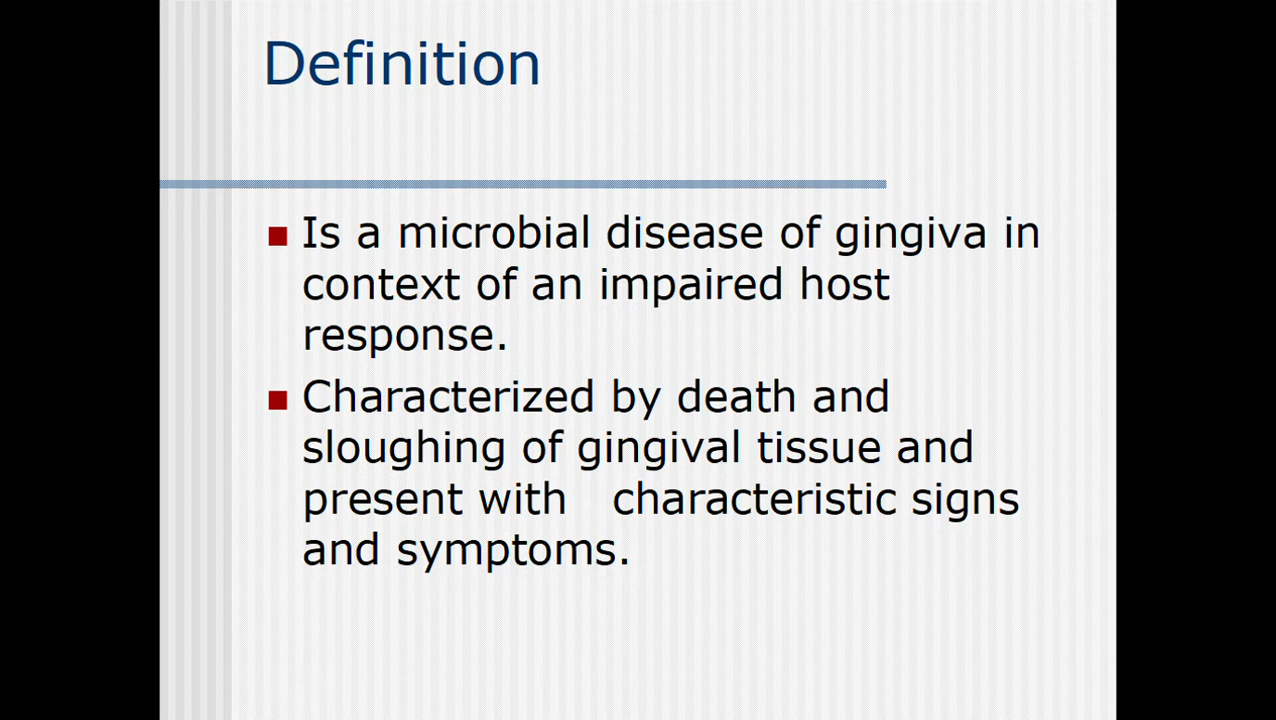 Definition
Is a microbial disease of gingiva in
context of an impaired host
response.
Characterized by death and
sloughing of gingival tissue and
present with characteristic signs
and symptoms.